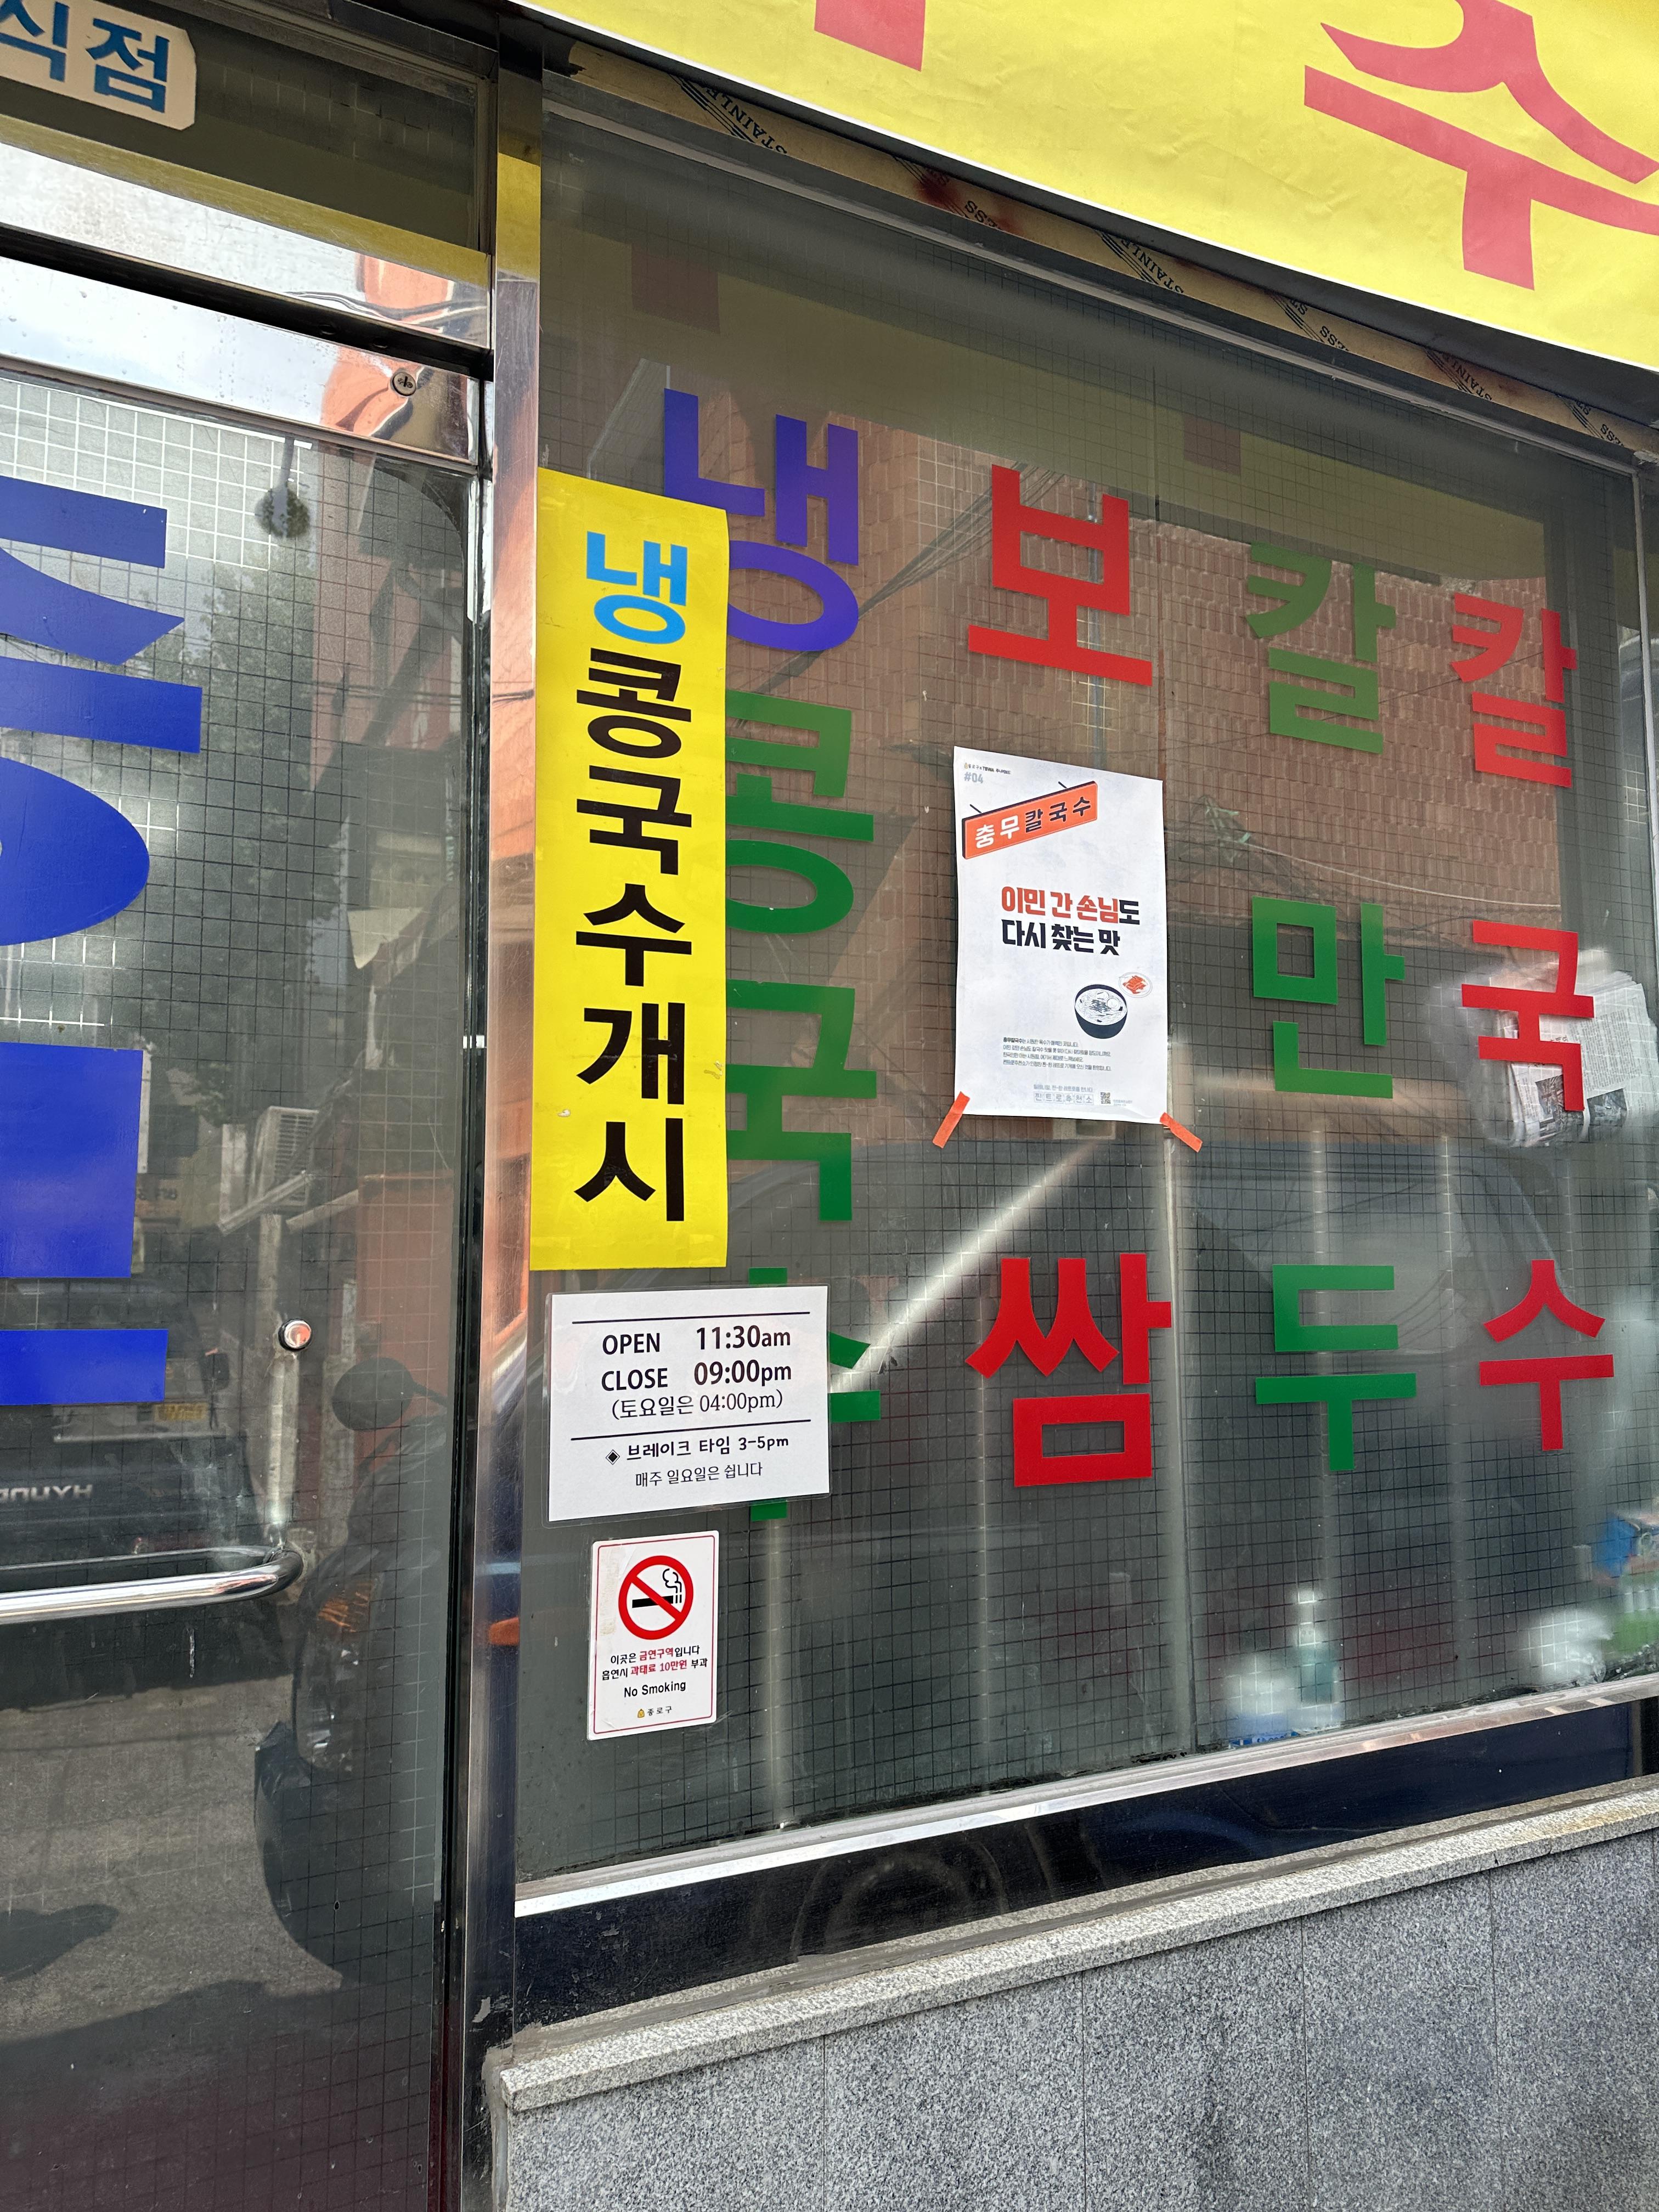 식점
수
STAINLESS
냉콩국수개시
냉콩국수
보쌈
칼만두
칼국수
#04
충무칼국수
이민 간 손님도
다시 찾는 맛
OPEN 11:30am
CLOSE 09:00pm
(토요일은 04:00pm)
◈ 브레이크 타임 3-5pm
매주 일요일은 쉽니다
이곳은 금연구역입니다
흡연시 과태료 10만원 부과
No Smoking
종로구